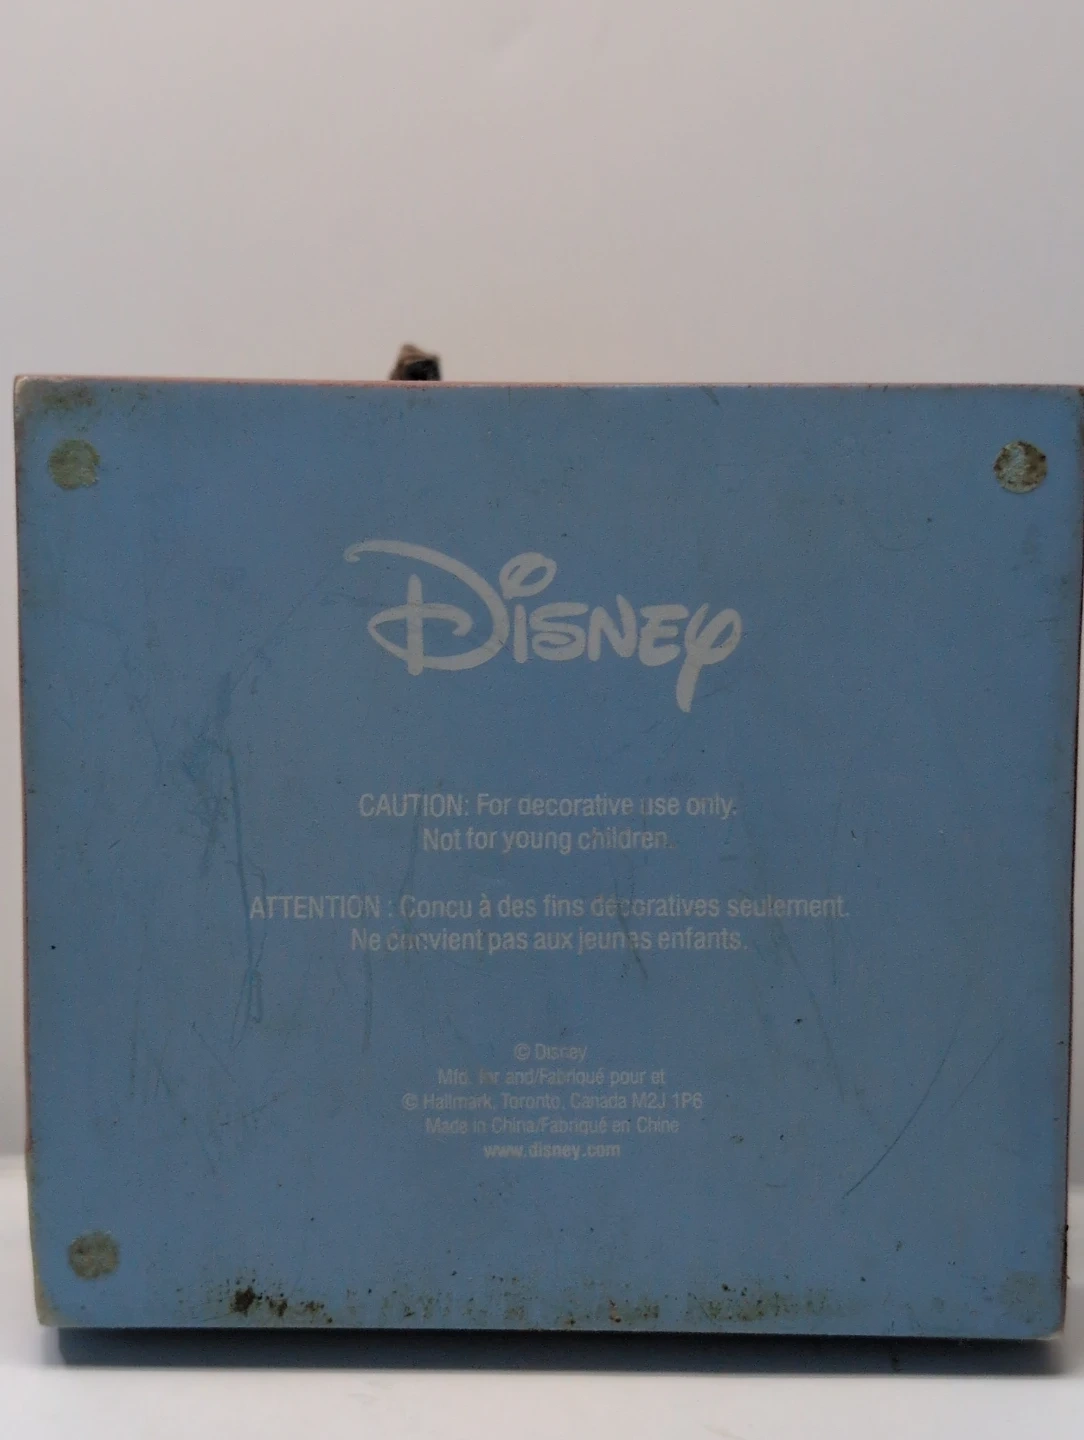 Disney
CAUTION: For decorative use only.
Not for young children.
ATTENTION : Concu à des fins décoratives seulement.
Ne convient pas aux jeunes enfants.
© Disney
Mfd. for and/Fabriqué pour et
© Hallmark, Toronto, Canada M2J 1P6
Made in China/Fabriqué en Chine
www.disney.com